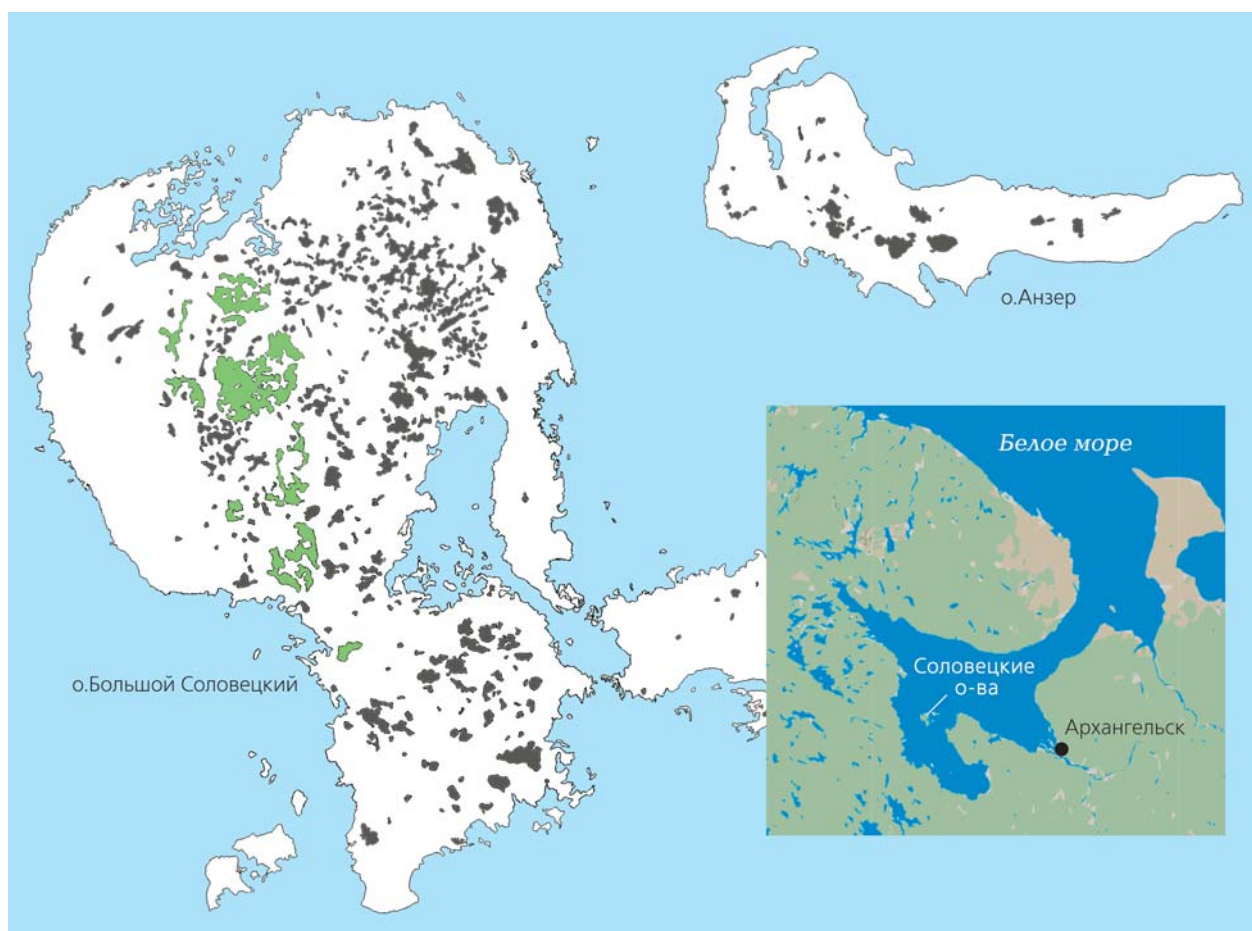 о.Анзер
Белое море
Соловецкие
о-ва
о.Большой Соловецкий
Архангельск